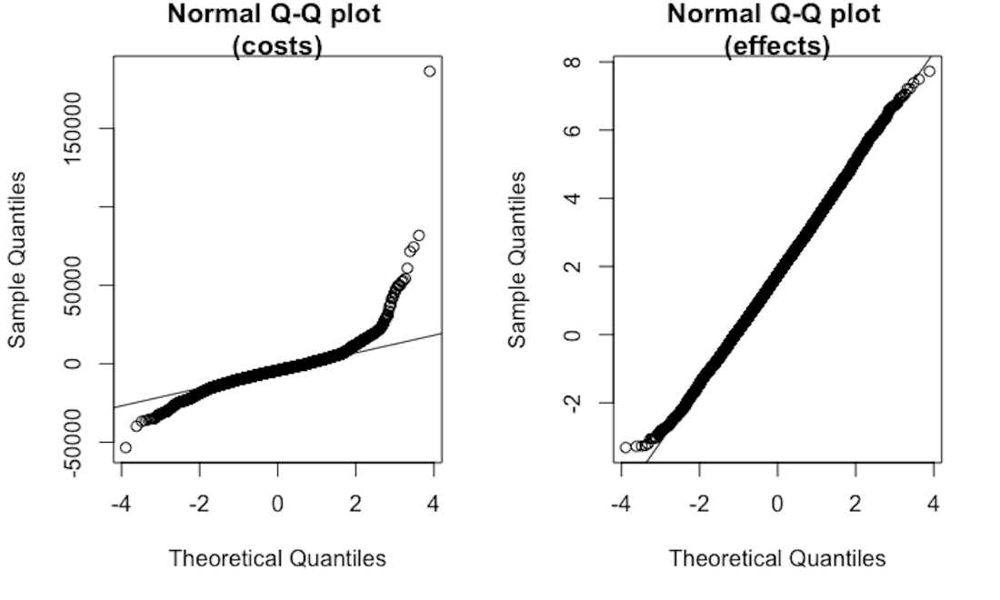 Normal Q-Q plot
(costs)
Sample Quantiles
150000
50000
0
-50000
-4 -2 0 2 4
Theoretical Quantiles
Normal Q-Q plot
(effects)
Sample Quantiles
8
6
4
2
0
-2
-4 -2 0 2 4
Theoretical Quantiles